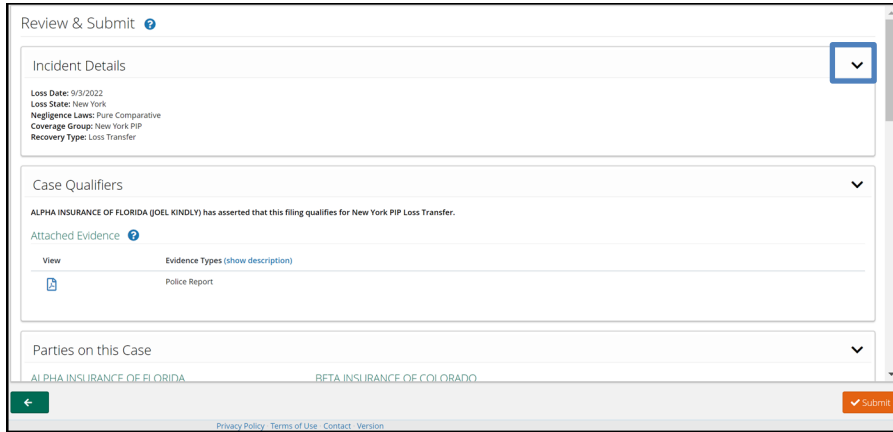 Review & Submit ?
Incident Details
Loss Date: 9/3/2022
Loss State: New York
Negligence Laws: Pure Comparative
Coverage Group: New York PIP
Recovery Type: Loss Transfer
Case Qualifiers
ALPHA INSURANCE OF FLORIDA (JOEL KINDLY) has asserted that this filing qualifies for New York PIP Loss Transfer.
Attached Evidence ?
View Evidence Types (show description)
Police Report
Parties on this Case
ALPHA INSURANCE OF FLORIDA BETA INSURANCE OF COLORADO
Submit
Privacy Policy · Terms of Use · Contact · Version